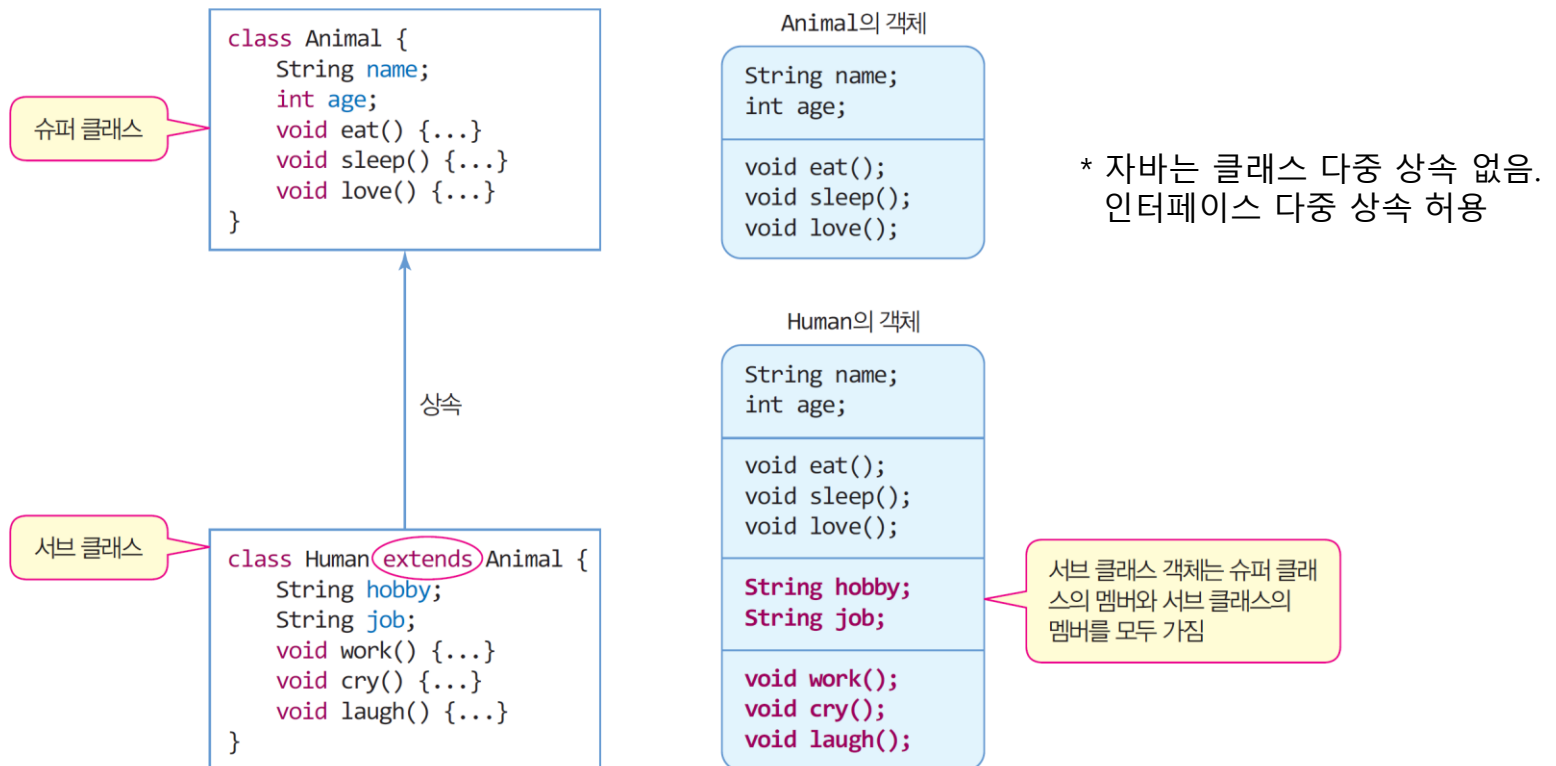 class Animal {
String name;
int age;
void eat() {...}
void sleep() {...}
void love() {...}
}
슈퍼 클래스
Animal의 객체
String name;
int age;
void eat();
void sleep();
void love();
* 자바는 클래스 다중 상속 없음.
인터페이스 다중 상속 허용
상속
서브 클래스
class Human extends Animal {
String hobby;
String job;
void work() {...}
void cry() {...}
void laugh() {...}
}
Human의 객체
String name;
int age;
void eat();
void sleep();
void love();
String hobby;
String job;
void work();
void cry();
void laugh();
서브 클래스 객체는 슈퍼 클래
스의 멤버와 서브 클래스의
멤버를 모두 가짐